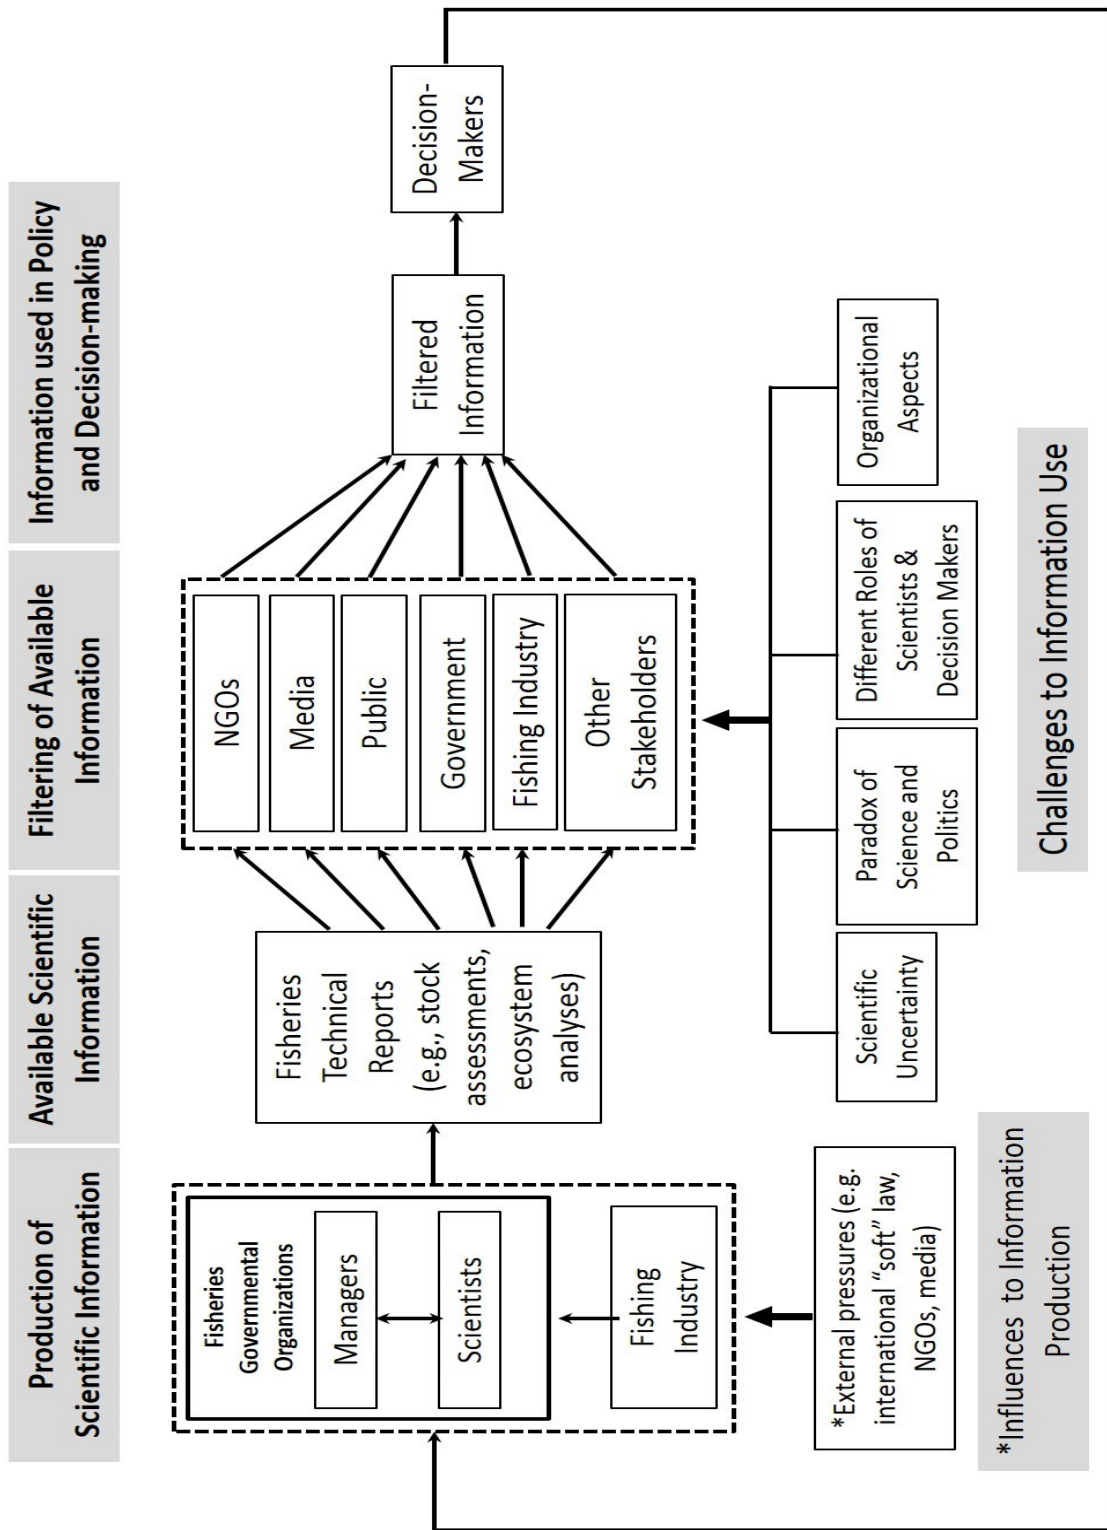 Production of
Scientific Information
Available Scientific
Information
Filtering of Available
Information
Information used in Policy
and Decision-making
Fisheries
Governmental
Organizations
Managers
Scientists
Fishing
Industry
Fisheries
Technical
Reports
(e.g., stock
assessments,
ecosystem
analyses)
NGOs
Media
Public
Government
Fishing Industry
Other
Stakeholders
Filtered
Information
Decision-
Makers
*External pressures (e.g.
international “soft” law,
NGOs, media)
*Influences to Information
Production
Scientific
Uncertainty
Paradox of
Science and
Politics
Different Roles of
Scientists &
Decision Makers
Organizational
Aspects
Challenges to Information Use